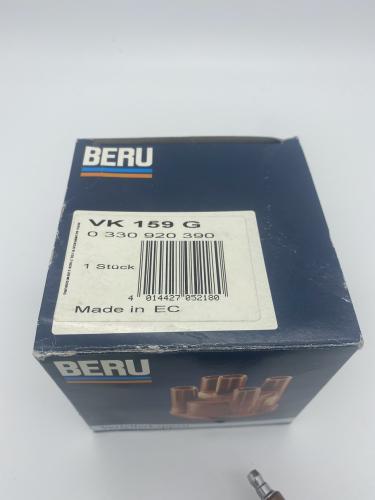 BERU
VK 159 G
0 330 920 390
1 Stück
4 014427 052180
Made in EC
BERU